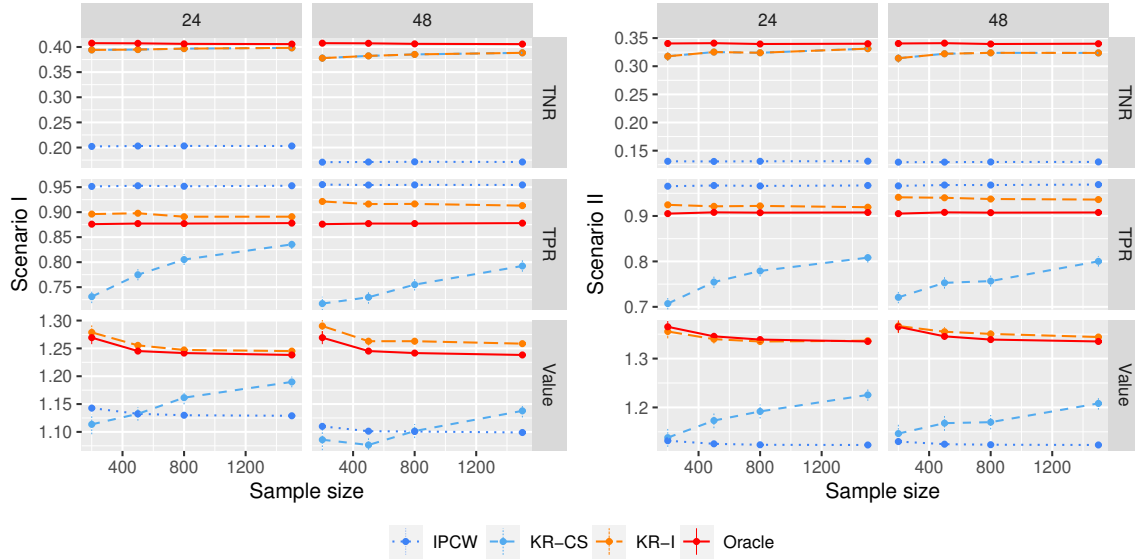 24
48
24
48
0.40
0.35
0.30
0.25
0.20
TNR
0.35
0.30
0.25
0.20
0.15
TNR
Scenario I
0.95
0.90
0.85
0.80
0.75
TPR
Scenario II
0.9
0.8
0.7
TPR
1.30
1.25
1.20
1.15
1.10
Value
1.3
1.2
Value
400 800 1200
400 800 1200
400 800 1200
400 800 1200
Sample size
Sample size
IPCW KR−CS KR−I Oracle